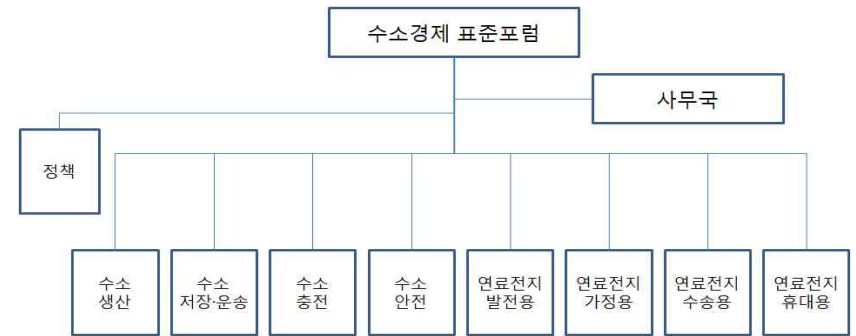 수소경제 표준포럼
사무국
정책
수소
생산
수소
저장·운송
수소
충전
수소
안전
연료전지
발전용
연료전지
가정용
연료전지
수송용
연료전지
휴대용